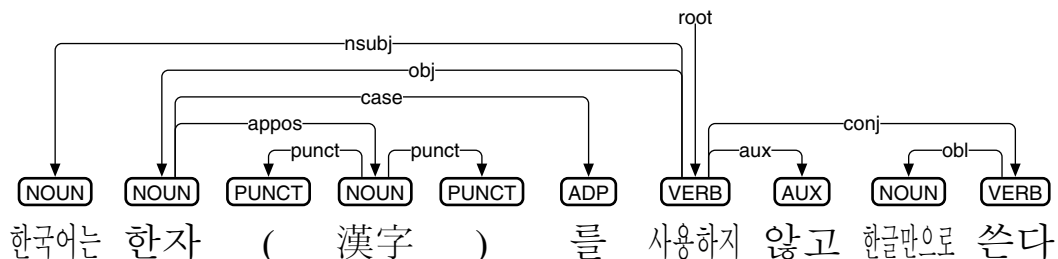 root
nsubj
obj
case
appos conj
punct punct aux obl
NOUN NOUN PUNCT NOUN PUNCT ADP VERB AUX NOUN VERB
한국어는 한자 ( 漢字 ) 를 사용하지 않고 한글만으로 쓴다